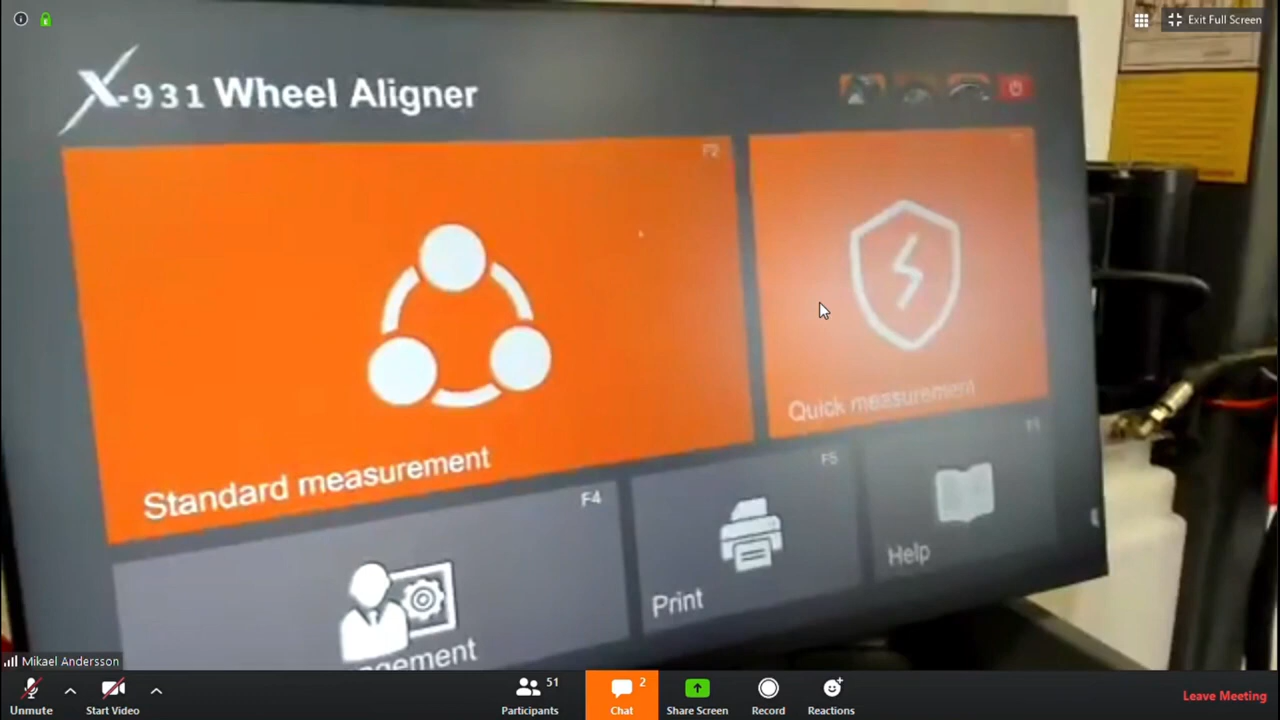 Exit Full Screen
X-931 Wheel Aligner
F2
Standard measurement
Quick measurement
F4
F5
F1
Print
Help
Mikael Andersson
51
2
Unmute
Start Video
Participants
Chat
Share Screen
Record
Reactions
Leave Meeting